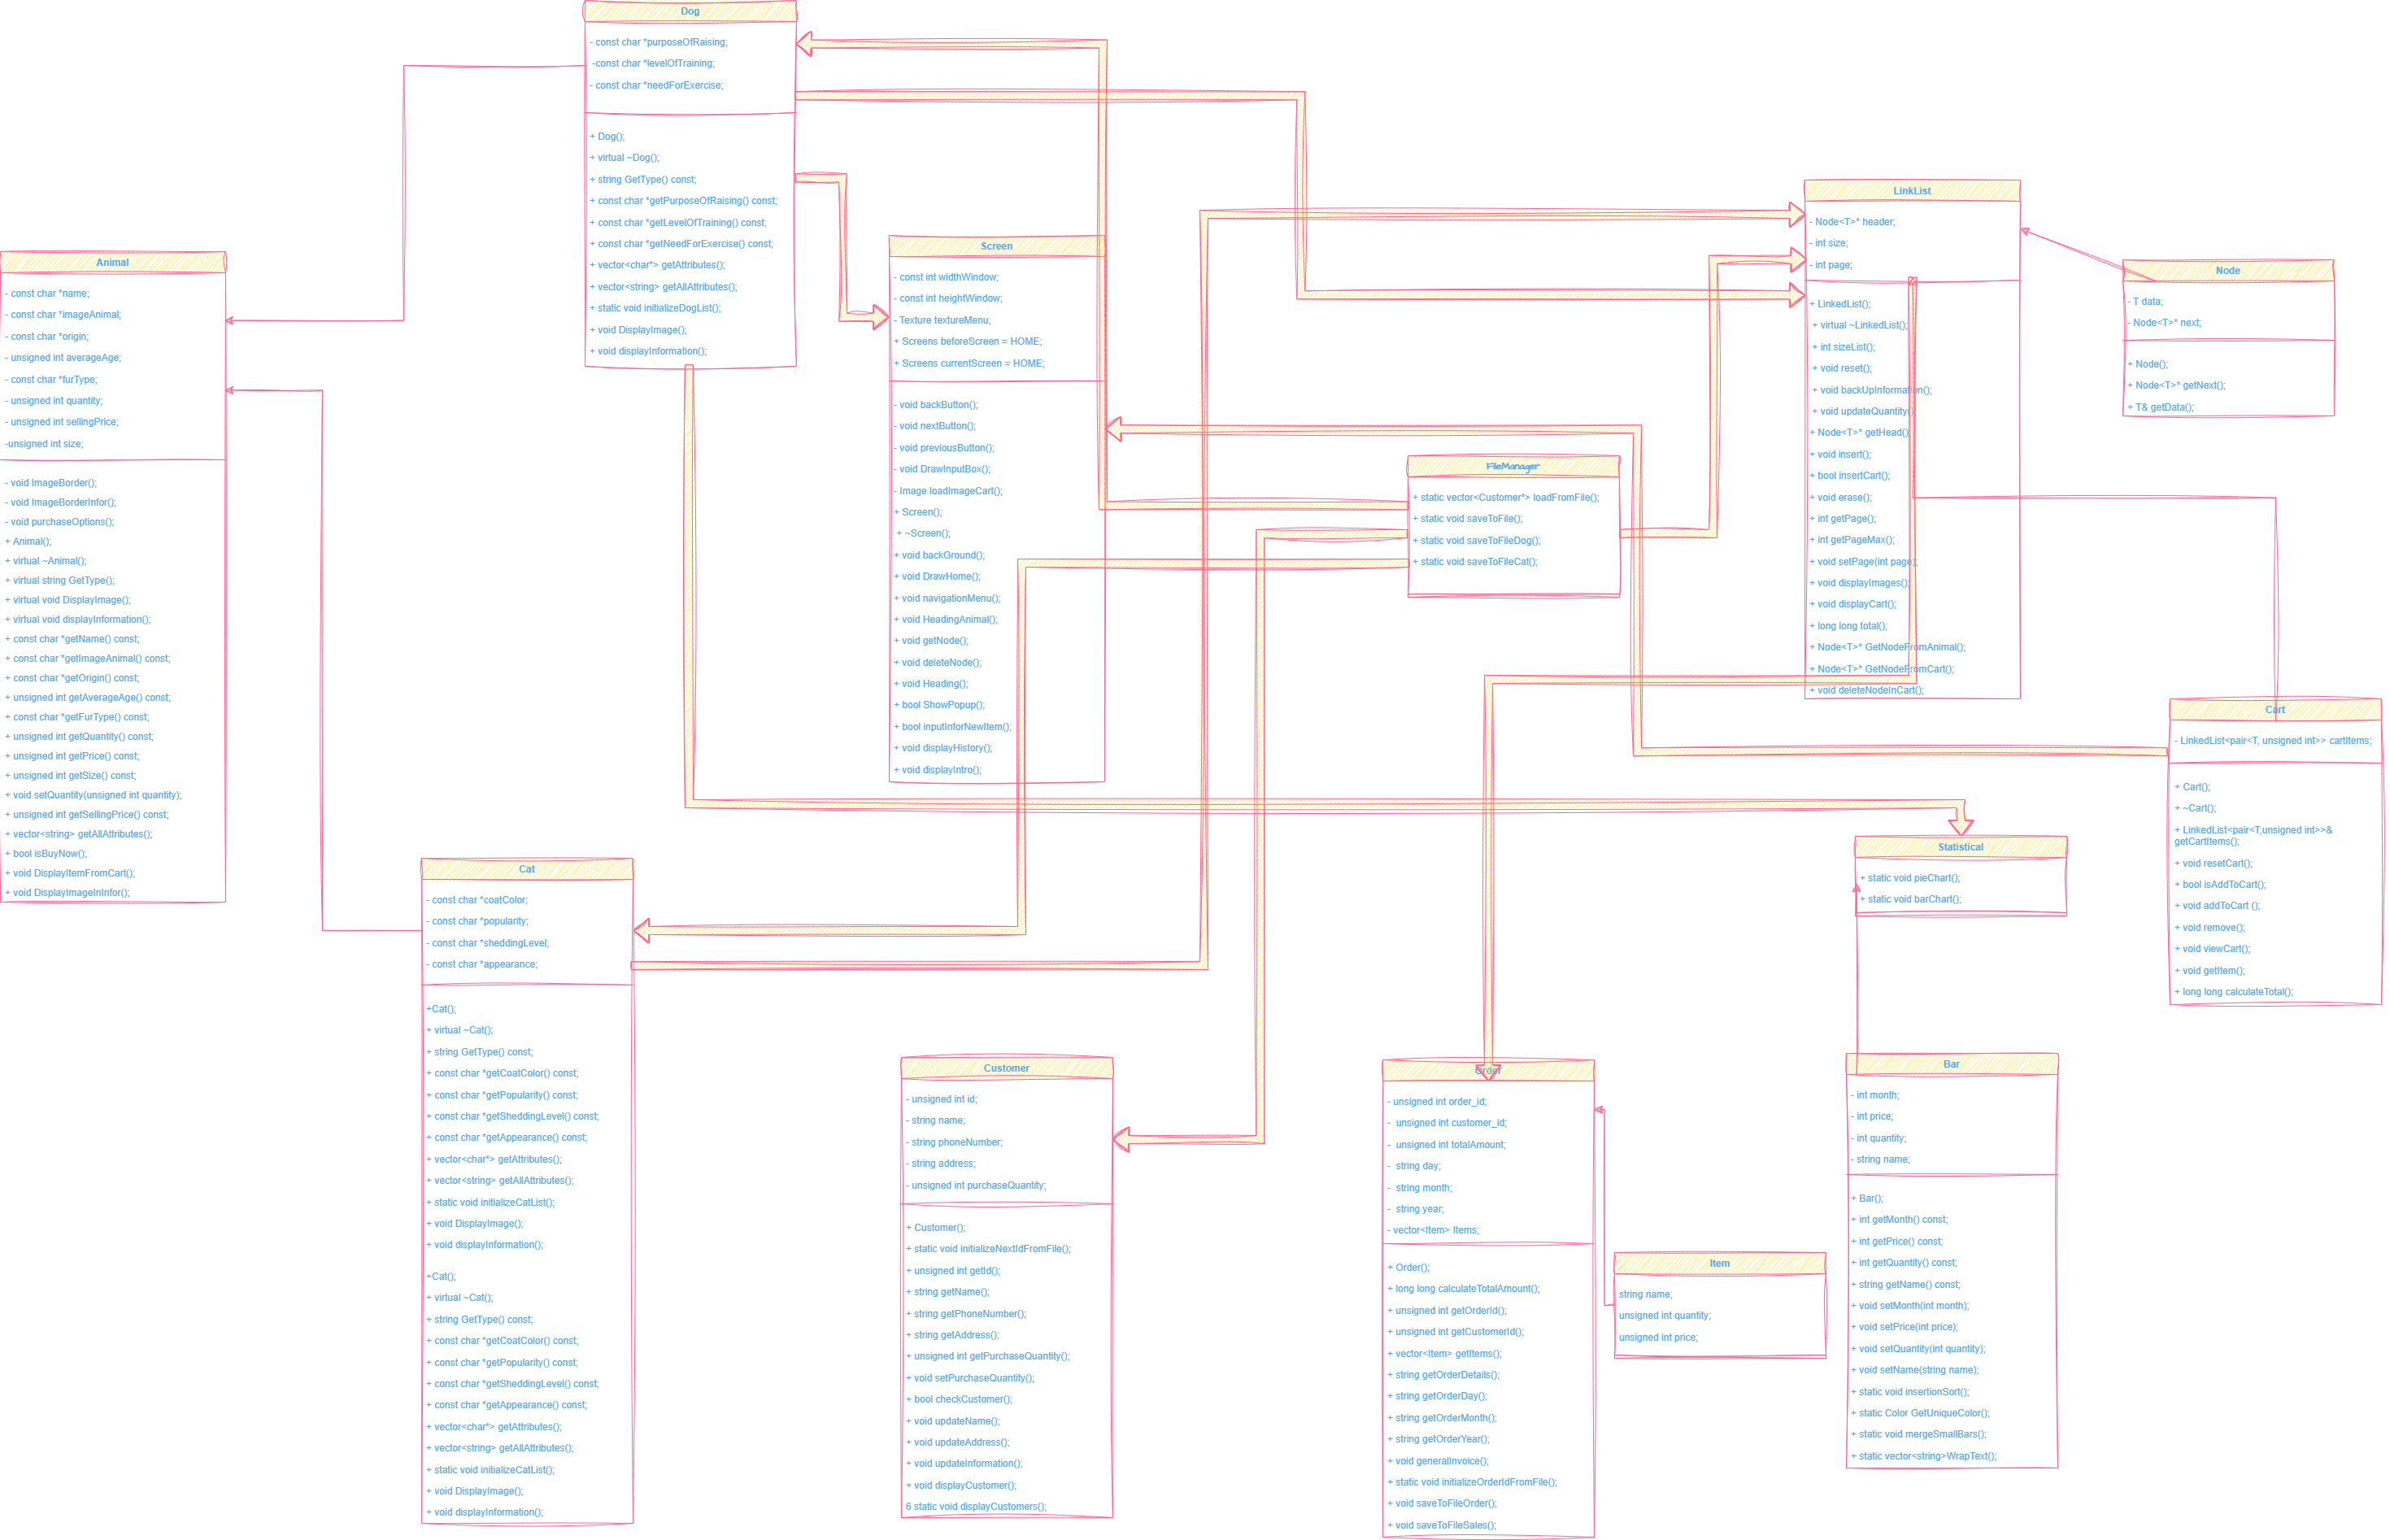 Dog
- const char *purposeOfRaising;
-const char *levelOfTraining;
- const char *needForExercise;
+ Dog();
+ virtual ~Dog();
+ string GetType() const;
+ const char *getPurposeOfRaising() const;
+ const char *getLevelOfTraining() const;
+ const char *getNeedForExercise() const;
+ vector<char*> getAttributes();
+ vector<string> getAllAttributes();
+ static void initializeDogList();
+ void DisplayImage();
+ void displayInformation();
Animal
- const char *name;
- const char *imageAnimal;
- const char *origin;
- unsigned int averageAge;
- const char *furType;
- unsigned int quantity;
- unsigned int sellingPrice;
-unsigned int size;
- void ImageBorder();
- void ImageBorderInfor();
- void purchaseOptions();
+ Animal();
+ virtual ~Animal();
+ virtual string GetType();
+ virtual void DisplayImage();
+ virtual void displayInformation();
+ const char *getName() const;
+ const char *getImageAnimal() const;
+ const char *getOrigin() const;
+ unsigned int getAverageAge() const;
+ const char *getFurType() const;
+ unsigned int getQuantity() const;
+ unsigned int getPrice() const;
+ unsigned int getSize() const;
+ void setQuantity(unsigned int quantity);
+ unsigned int getSellingPrice() const;
+ vector<string> getAllAttributes();
+ bool isBuyNow();
+ void DisplayItemFromCart();
+ void DisplayImageInInfor();
Screen
- const int widthWindow;
- const int heightWindow;
- Texture textureMenu;
+ Screens beforeScreen = HOME;
+ Screens currentScreen = HOME;
- void backButton();
- void nextButton();
- void previousButton();
- void DrawInputBox();
- Image loadImageCart();
+ Screen();
+ ~Screen();
+ void backGround();
+ void DrawHome();
+ void navigationMenu();
+ void HeadingAnimal();
+ void getNode();
+ void deleteNode();
+ void Heading();
+ bool ShowPopup();
+ bool inputInforNewItem();
+ void displayHistory();
+ void displayIntro();
FileManager
+ static vector<Customer*> loadFromFile();
+ static void saveToFile();
+ static void saveToFileDog();
+ static void saveToFileCat();
LinkList
- Node<T>* header;
- int size;
- int page;
+ LinkedList();
+ virtual ~LinkedList();
+ int sizeList();
+ void reset();
+ void backUpInformation();
+ void updateQuantity()
+ Node<T>* getHead();
+ void insert();
+ bool insertCart();
+ void erase();
+ int getPage();
+ int getPageMax();
+ void setPage(int page);
+ void displayImages();
+ void displayCart();
+ long long total();
+ Node<T>* GetNodeFromAnimal();
+ Node<T>* GetNodeFromCart();
+ void deleteNodeInCart();
Node
- T data;
- Node<T>* next;
+ Node();
+ Node<T>* getNext();
+ T& getData();
Cart
- LinkedList<pair<T, unsigned int>> cartItems;
+ Cart();
+ ~Cart();
+ LinkedList<pair<T,unsigned int>>&
getCartItems();
+ void resetCart();
+ bool isAddToCart();
+ void addToCart ();
+ void remove();
+ void viewCart();
+ void getItem();
+ long long calculateTotal();
Statistical
+ static void pieChart();
+ static void barChart();
Cat
- const char *coatColor;
- const char *popularity;
- const char *sheddingLevel;
- const char *appearance;
+Cat();
+ virtual ~Cat();
+ string GetType() const;
+ const char *getCoatColor() const;
+ const char *getPopularity() const;
+ const char *getSheddingLevel() const;
+ const char *getAppearance() const;
+ vector<char*> getAttributes();
+ vector<string> getAllAttributes();
+ static void initializeCatList();
+ void DisplayImage();
+ void displayInformation();
+Cat();
+ virtual ~Cat();
+ string GetType() const;
+ const char *getCoatColor() const;
+ const char *getPopularity() const;
+ const char *getSheddingLevel() const;
+ const char *getAppearance() const;
+ vector<char*> getAttributes();
+ vector<string> getAllAttributes();
+ static void initializeCatList();
+ void DisplayImage();
+ void displayInformation();
Customer
- unsigned int id;
- string name;
- string phoneNumber;
- string address;
- unsigned int purchaseQuantity;
+ Customer();
+ static void initializeNextIdFromFile();
+ unsigned int getId();
+ string getName();
+ string getPhoneNumber();
+ string getAddress();
+ unsigned int getPurchaseQuantity();
+ void setPurchaseQuantity();
+ bool checkCustomer();
+ void updateName();
+ void updateAddress();
+ void updateInformation();
+ void displayCustomer();
6 static void displayCustomers();
Order
- unsigned int order_id;
- unsigned int customer_id;
- unsigned int totalAmount;
- string day;
- string month;
- string year;
- vector<Item> Items;
+ Order();
+ long long calculateTotalAmount();
+ unsigned int getOrderId();
+ unsigned int getCustomerId();
+ vector<Item> getItems();
+ string getOrderDetails();
+ string getOrderDay();
+ string getOrderMonth();
+ string getOrderYear();
+ void generalInvoice();
+ static void initializeOrderIdFromFile();
+ void saveToFileOrder();
+ void saveToFileSales();
Item
string name;
unsigned int quantity;
unsigned int price;
Bar
- int month;
- int price;
- int quantity;
- string name;
+ Bar();
+ int getMonth() const;
+ int getPrice() const;
+ int getQuantity() const;
+ string getName() const;
+ void setMonth(int month);
+ void setPrice(int price);
+ void setQuantity(int quantity);
+ void setName(string name);
+ static void insertionSort();
+ static Color GetUniqueColor();
+ static void mergeSmallBars();
+ static vector<string>WrapText();